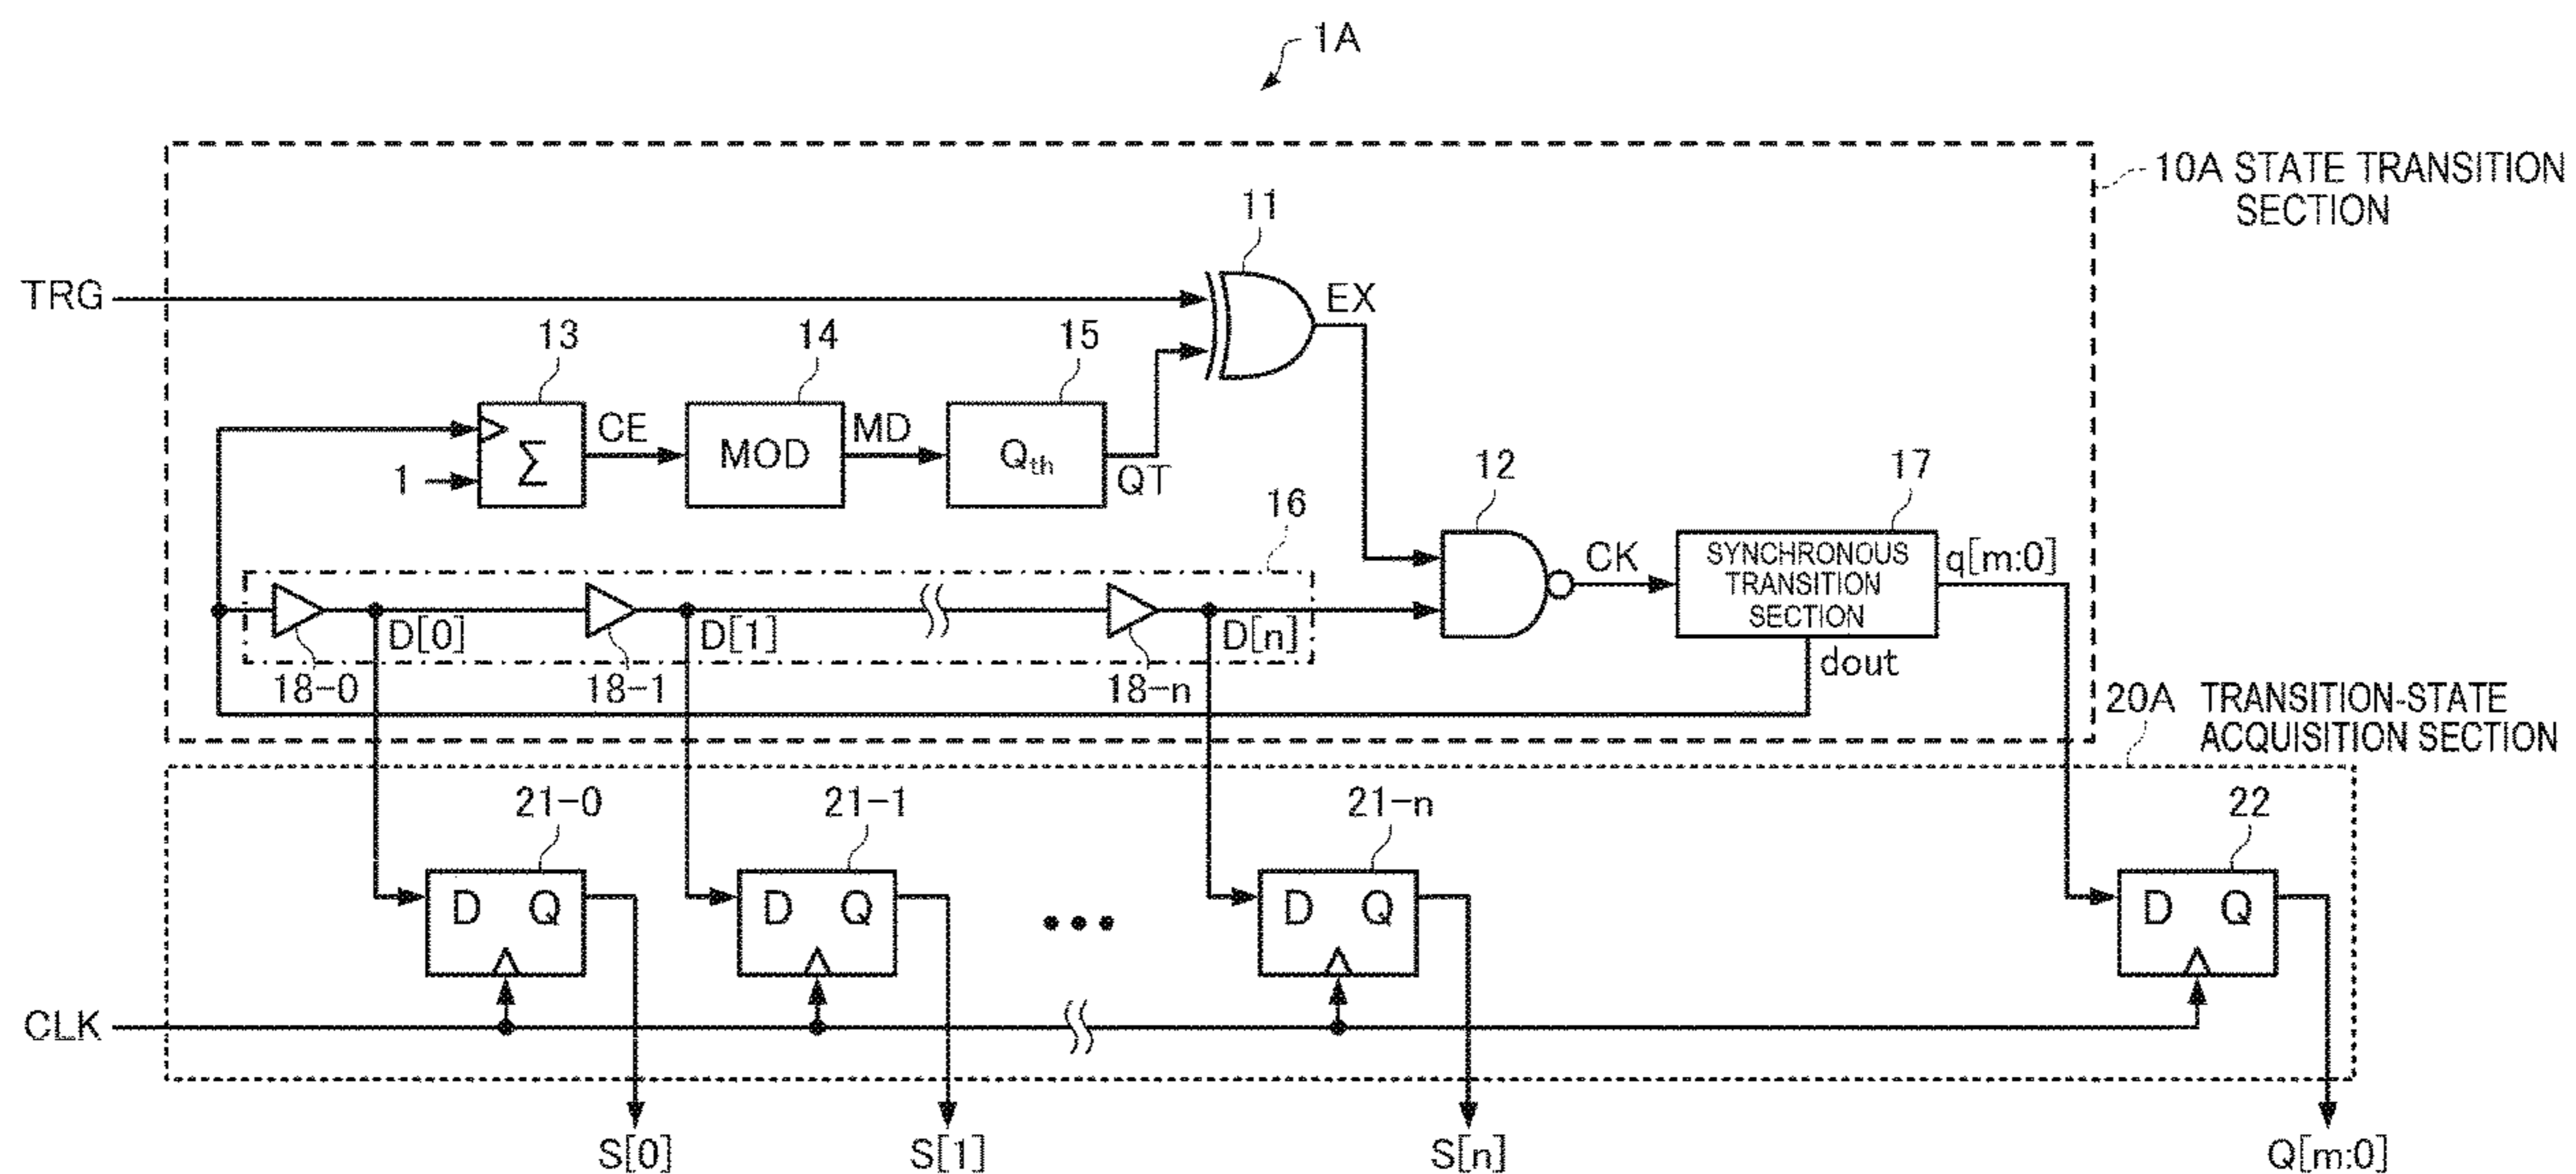 1A
10A STATE TRANSITION
SECTION
11
TRG
EX
13
14
15
CE
MD
Σ
MOD
Qth
1
QT
12
17
16
CK
SYNCHRONOUS
TRANSITION
SECTION
q[m:0]
D[0]
D[1]
D[n]
18-0
18-1
18-n
dout
20A TRANSITION-STATE
ACQUISITION SECTION
21-0
21-1
21-n
22
D Q
D Q
D Q
D Q
CLK
S[0]
S[1]
S[n]
Q[m:0]